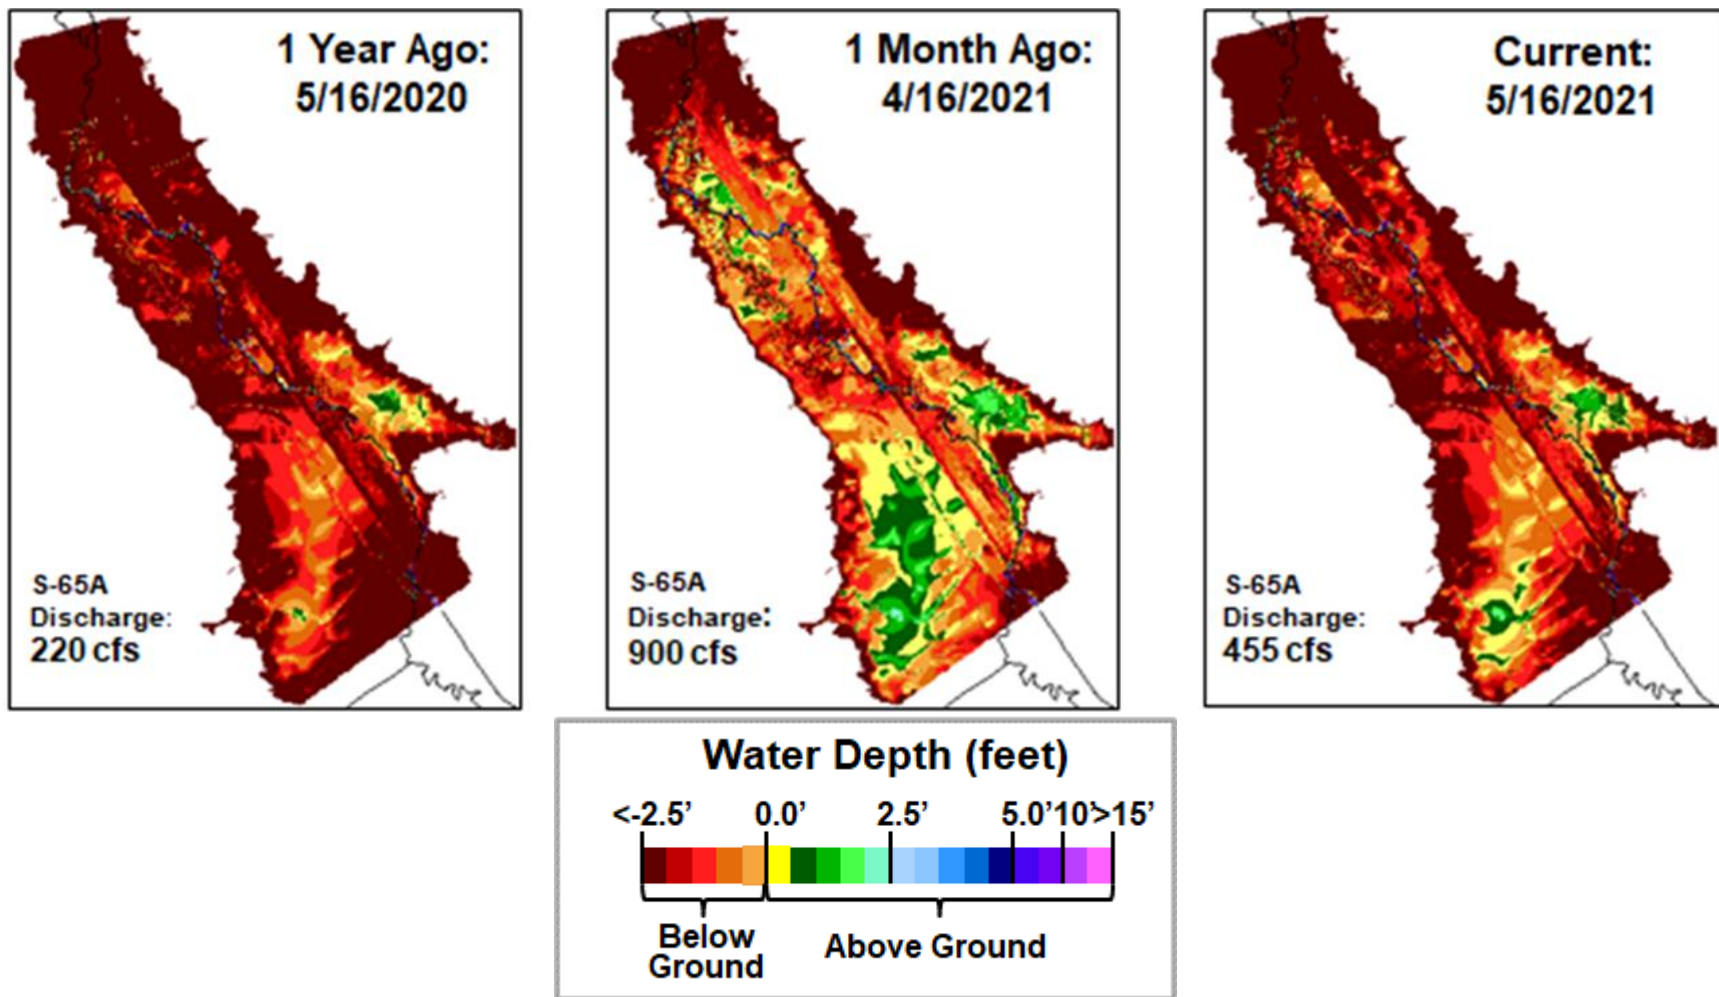 1 Year Ago:
5/16/2020
S-65A
Discharge:
220 cfs
1 Month Ago:
4/16/2021
S-65A
Discharge:
900 cfs
Current:
5/16/2021
S-65A
Discharge:
455 cfs
Water Depth (feet)
<-2.5’ 0.0’ 2.5’ 5.0’10’>15’
Below
Ground
Above Ground